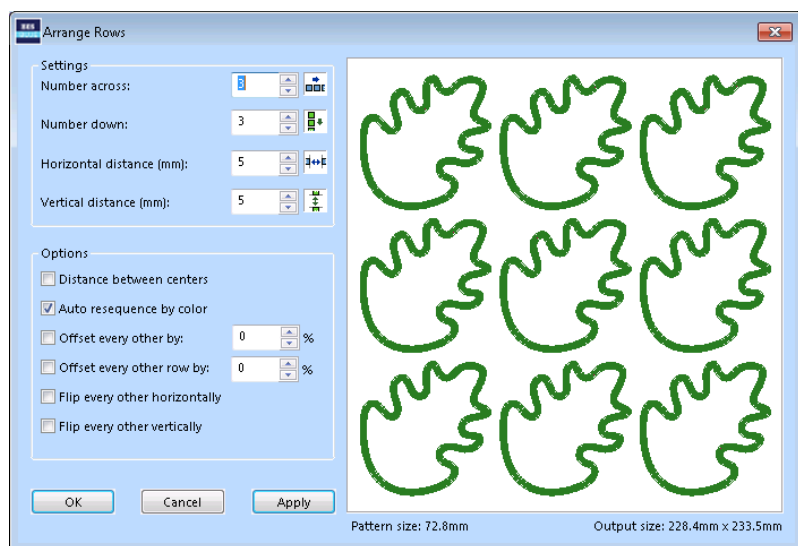 Arrange Rows
Settings
Number across: 3
Number down: 3
Horizontal distance (mm): 5
Vertical distance (mm): 5
Options
Distance between centers
Auto resequence by color
Offset every other by: 0 %
Offset every other row by: 0 %
Flip every other horizontally
Flip every other vertically
OK Cancel Apply
Pattern size: 72.8mm Output size: 228.4mm x 233.5mm